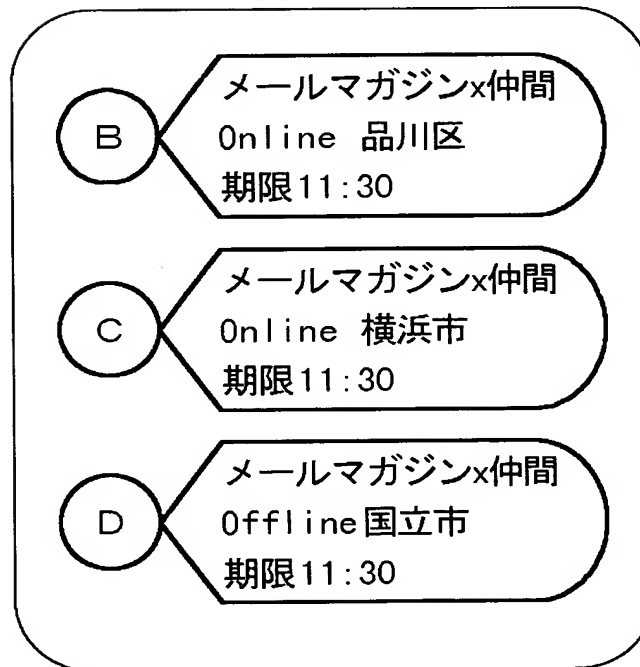 B
メールマガジンx仲間
Online 品川区
期限11:30
C
メールマガジンx仲間
Online 横浜市
期限11:30
D
メールマガジンx仲間
Offline国立市
期限11:30